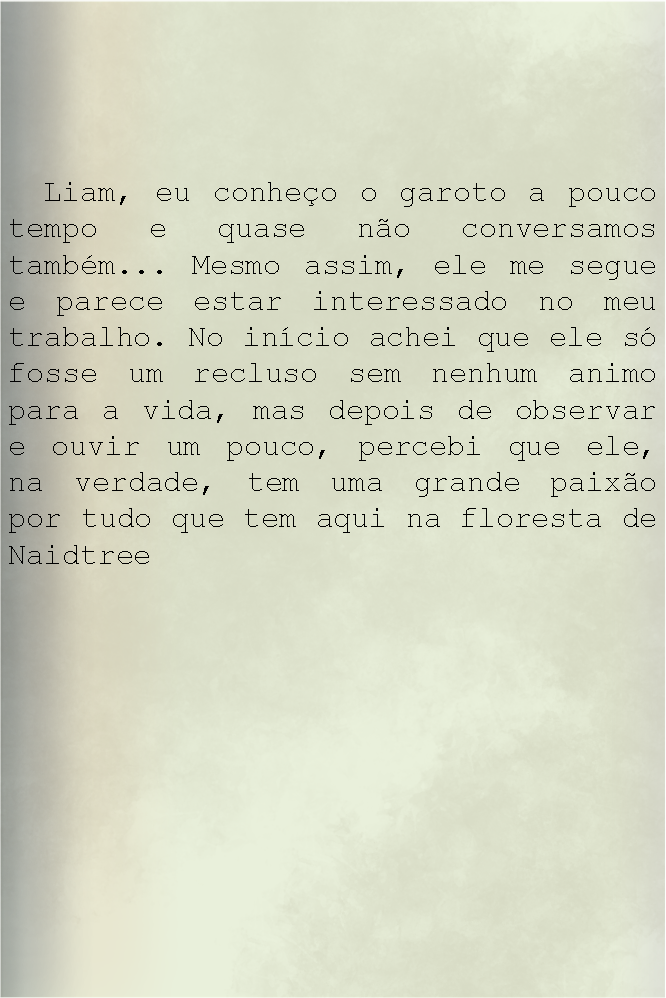 Liam, eu conheço o garoto a pouco
tempo e quase não conversamos
também... Mesmo assim, ele me segue
e parece estar interessado no meu
trabalho. No início achei que ele só
fosse um recluso sem nenhum animo
para a vida, mas depois de observar
e ouvir um pouco, percebi que ele,
na verdade, tem uma grande paixão
por tudo que tem aqui na floresta de
Naidtree